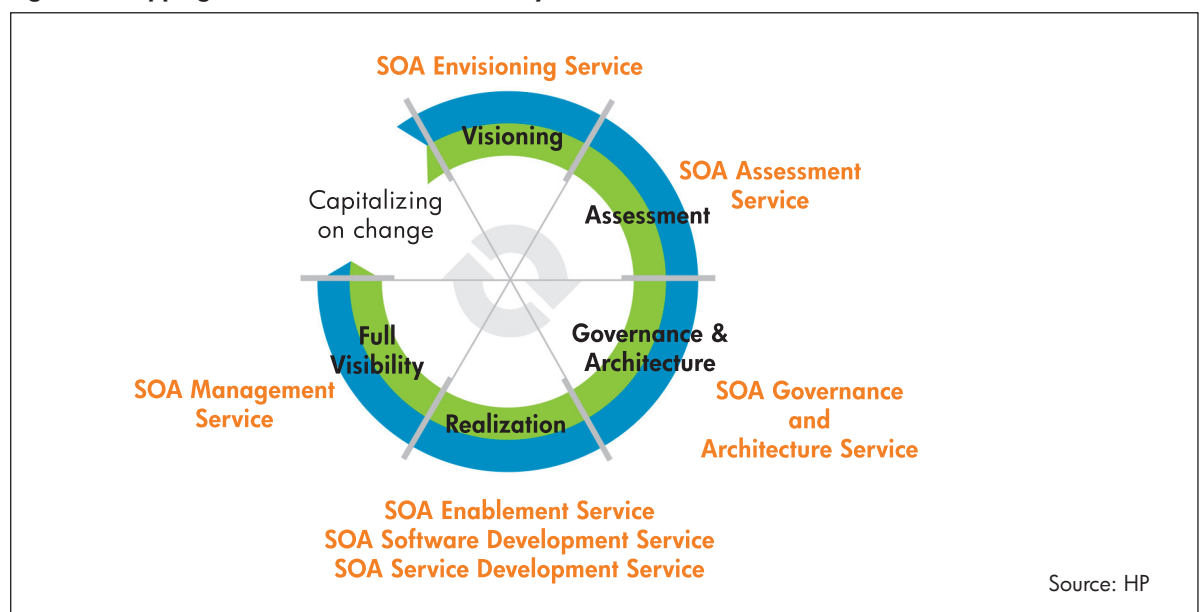 SOA Envisioning Service
Visioning
SOA Assessment
Service
Assessment
Capitalizing
on change
Governance &
Architecture
Full
Visibility
SOA Management
Service
SOA Governance
and
Architecture Service
Realization
SOA Enablement Service
SOA Software Development Service
SOA Service Development Service
Source: HP